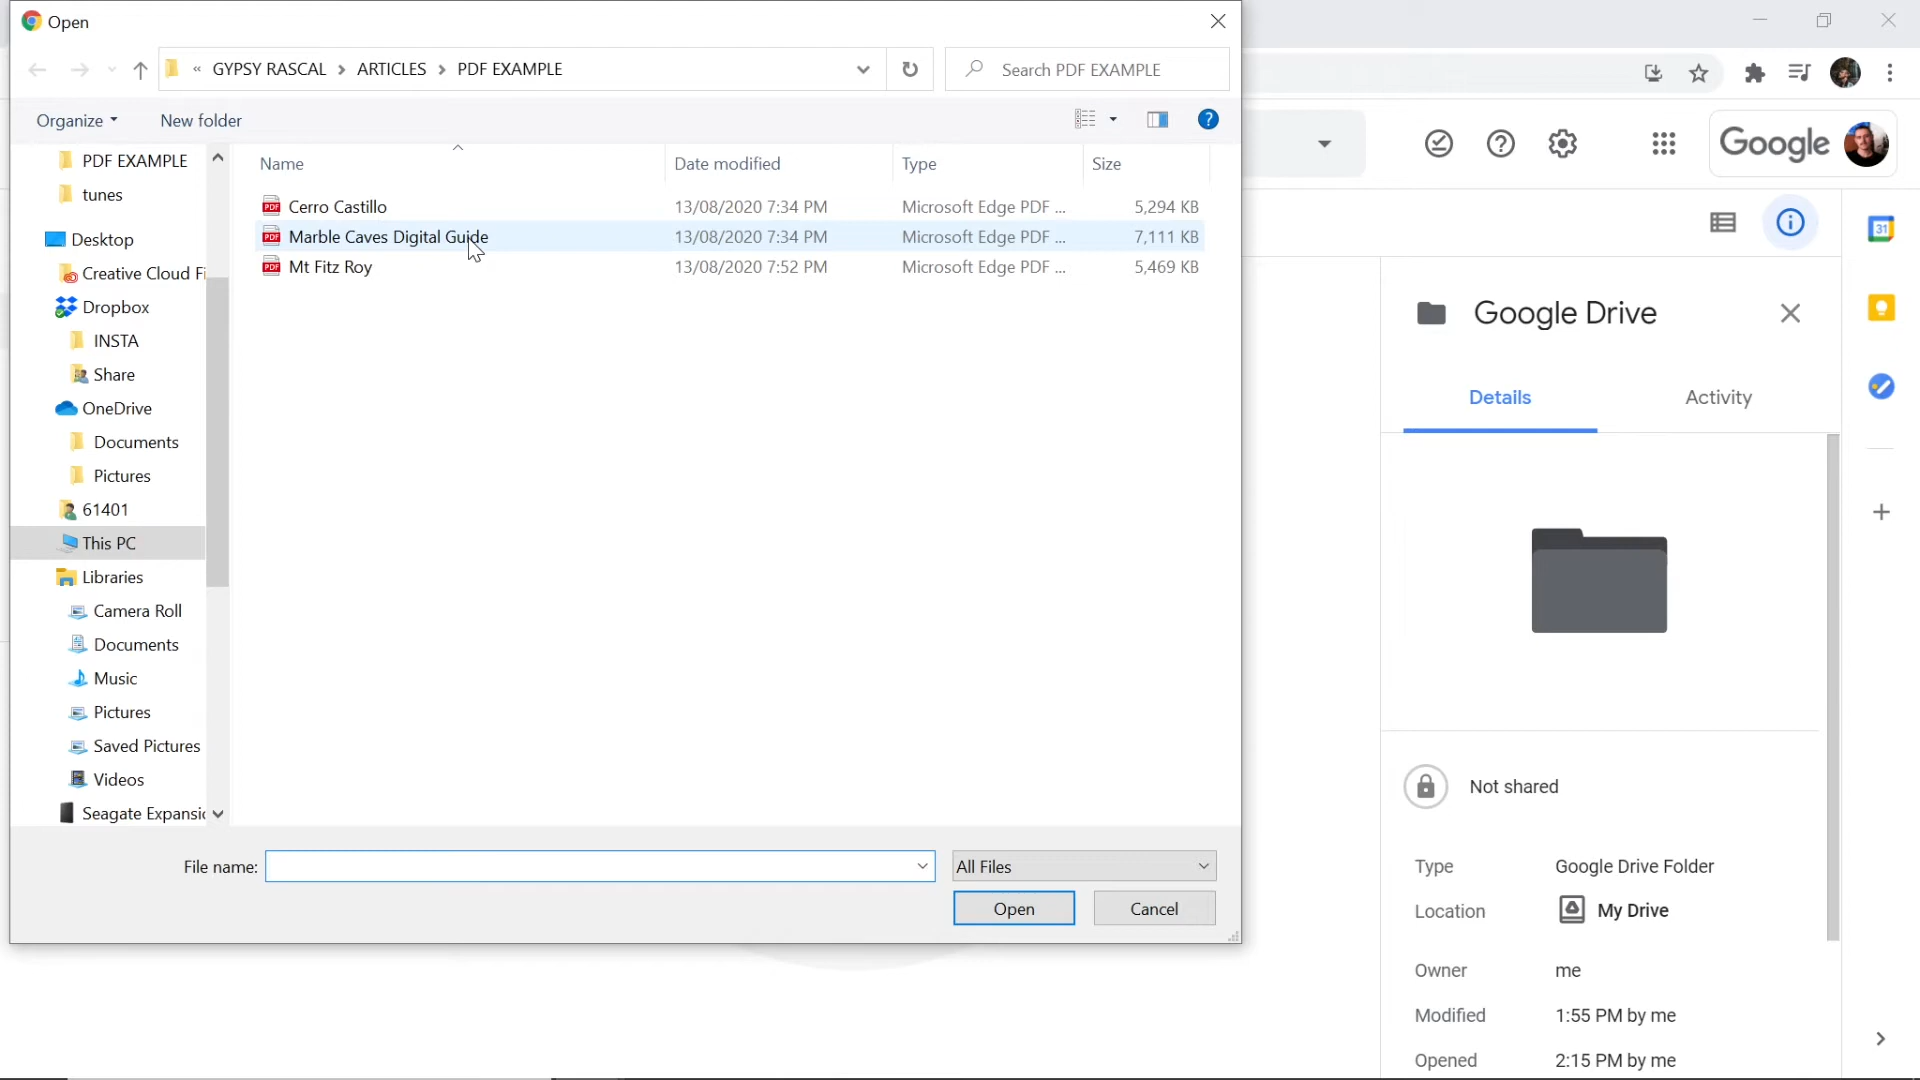 Open
« GYPSY RASCAL › ARTICLES › PDF EXAMPLE
Search PDF EXAMPLE
Organize
New folder
PDF EXAMPLE
tunes
Desktop
Creative Cloud Fi
Dropbox
INSTA
Share
OneDrive
Documents
Pictures
61401
This PC
Libraries
Camera Roll
Documents
Music
Pictures
Saved Pictures
Videos
Seagate Expansic
Name Date modified Type Size
Cerro Castillo 13/08/2020 7:34 PM Microsoft Edge PDF ... 5,294 KB
Marble Caves Digital Guide 13/08/2020 7:34 PM Microsoft Edge PDF ... 7,111 KB
Mt Fitz Roy 13/08/2020 7:52 PM Microsoft Edge PDF ... 5,469 KB
File name:
All Files
Open
Cancel
Google
31
Google Drive
Details
Activity
Not shared
Type Google Drive Folder
Location My Drive
Owner me
Modified 1:55 PM by me
Opened 2:15 PM by me